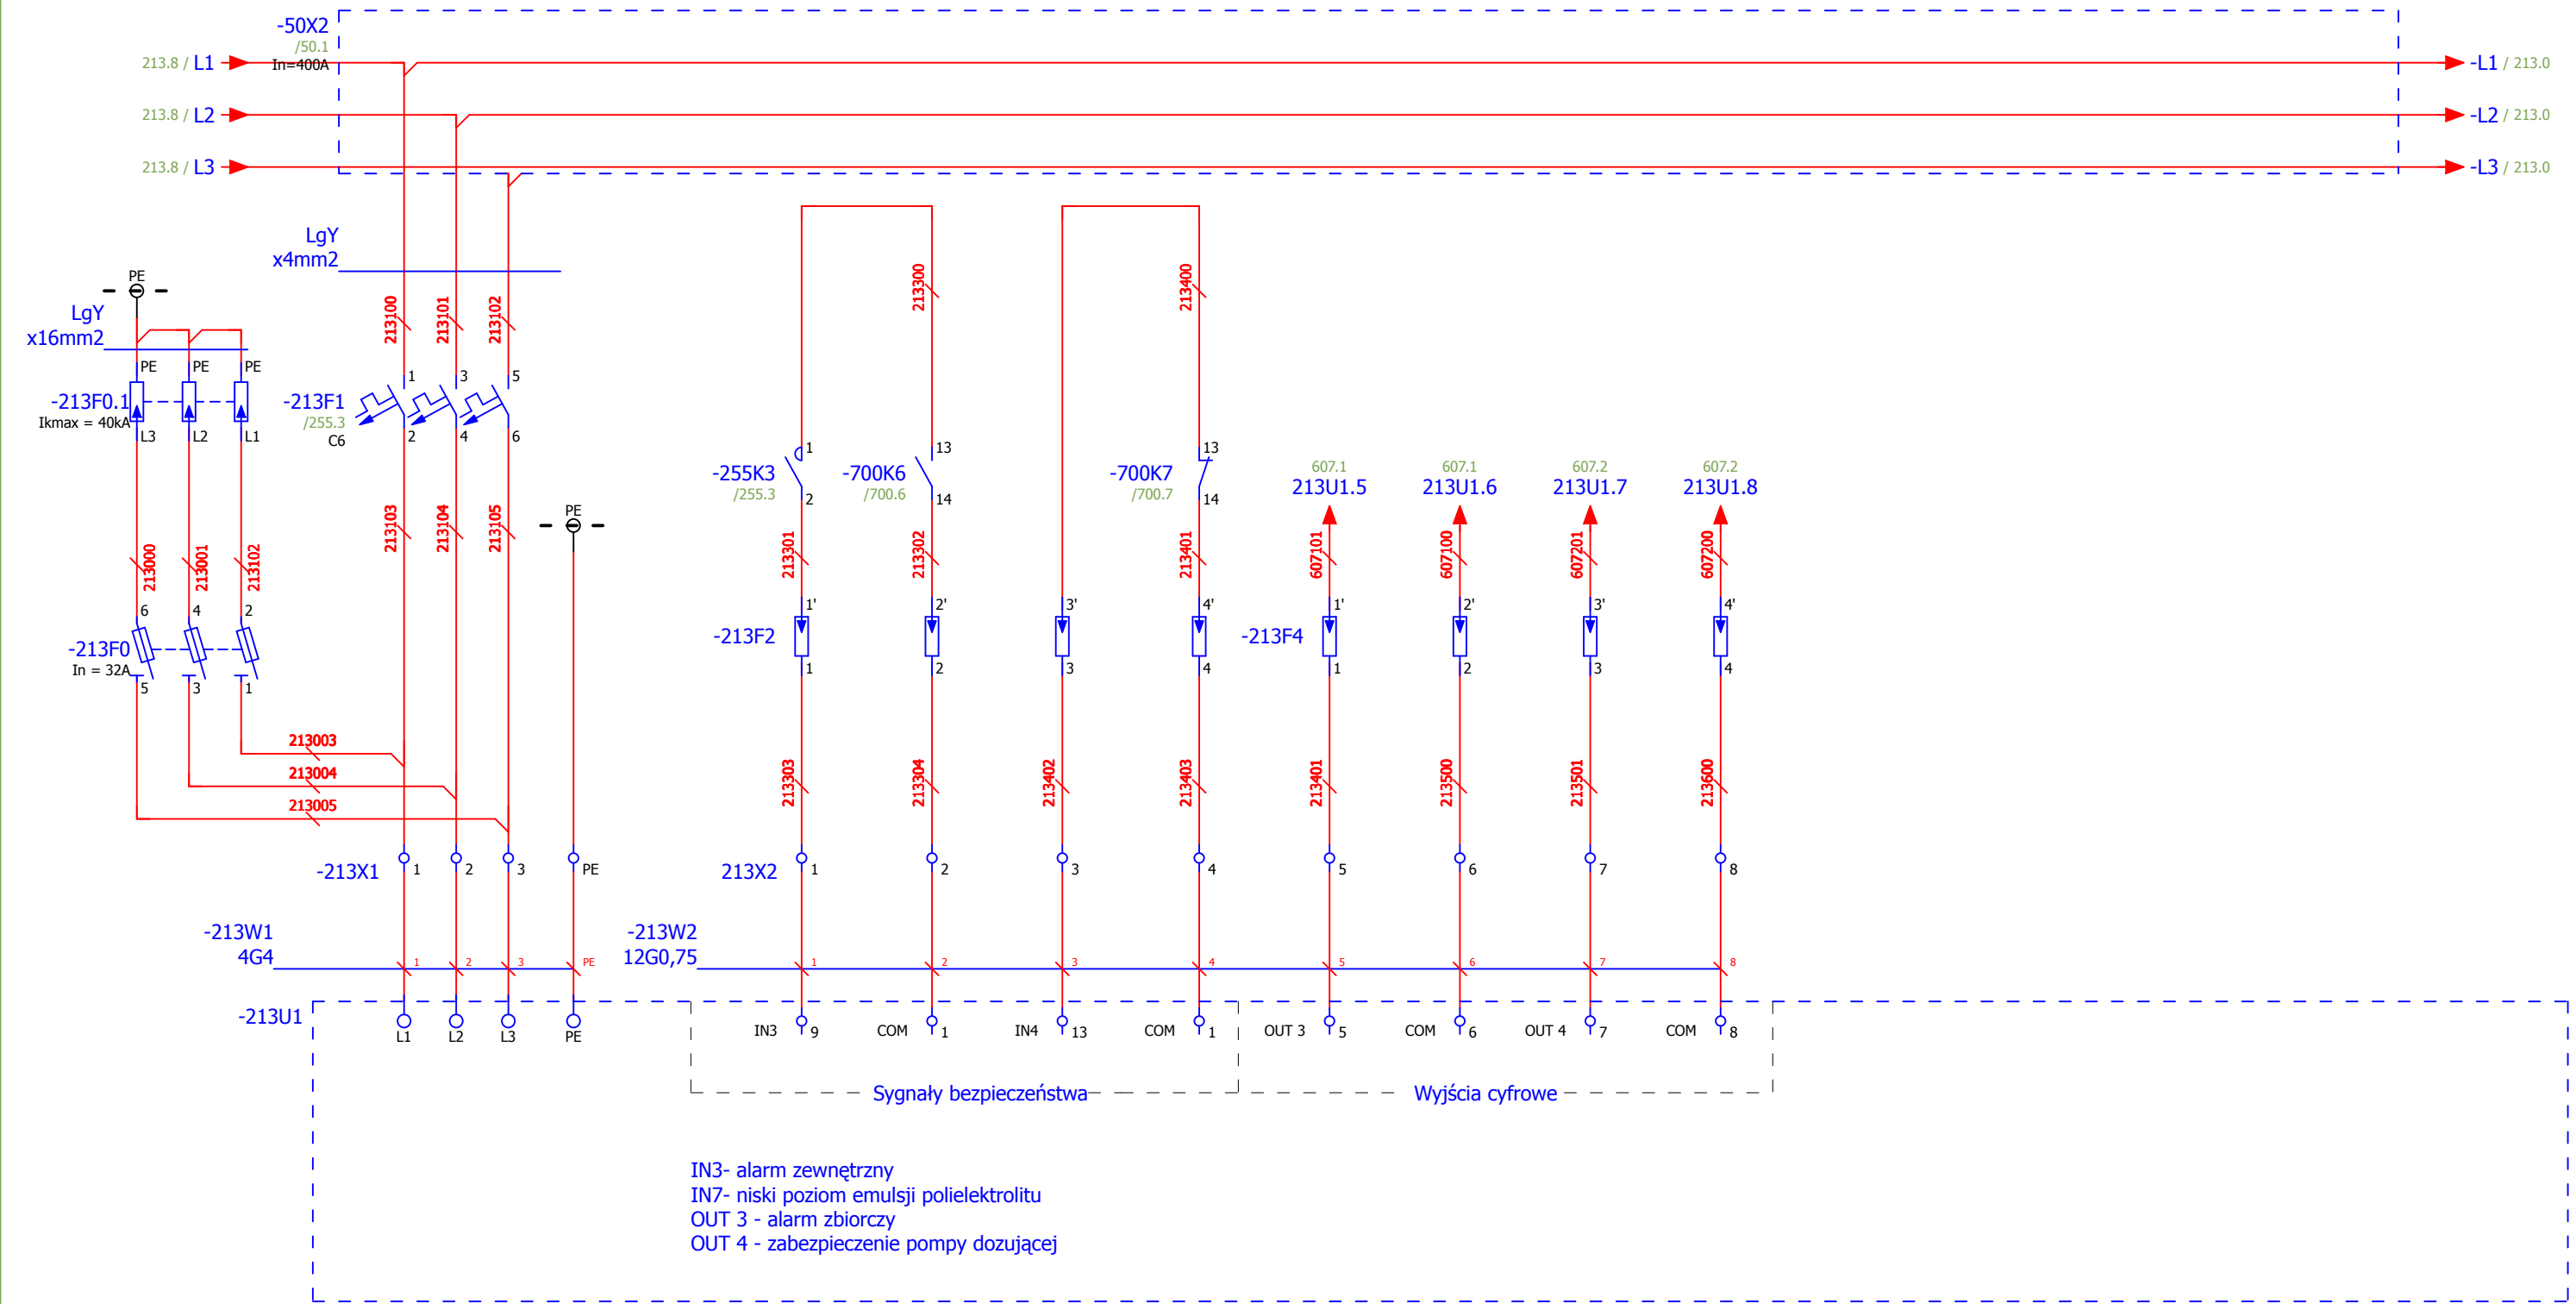 -50X2
/50.1
In=400A
213.8 / L1
-L1 / 213.0
213.8 / L2
-L2 / 213.0
213.8 / L3
-L3 / 213.0
LgY
x4mm2
PE
LgY
x16mm2
213100
213101
213102
213300
213400
PE
PE
PE
-213F0.1
Ikmax = 40kA
L3
L2
L1
-213F1
/255.3
C6
1
3
5
2
4
6
-255K3
/255.3
1
2
-700K6
/700.6
13
14
-700K7
/700.7
13
14
607.1
213U1.5
607.1
213U1.6
607.2
213U1.7
607.2
213U1.8
213103
213104
213105
PE
213000
213001
213102
213301
213302
213401
607101
607100
607201
607200
-213F0
In = 32A
6
4
2
5
3
1
-213F2
1'
2'
3'
4'
1
2
3
4
-213F4
1'
2'
3'
4'
1
2
3
4
213003
213004
213005
213303
213304
213402
213403
213401
213500
213501
213600
-213X1
1
2
3
PE
213X2
1
2
3
4
5
6
7
8
-213W1
4G4
1
2
3
PE
-213W2
12G0,75
1
2
3
4
5
6
7
8
-213U1
L1
L2
L3
PE
IN3
9
COM
1
IN4
13
COM
1
OUT 3
5
COM
6
OUT 4
7
COM
8
Sygnały bezpieczeństwa
Wyjścia cyfrowe
IN3- alarm zewnętrzny
IN7- niski poziom emulsji polielektrolitu
OUT 3 - alarm zbiorczy
OUT 4 - zabezpieczenie pompy dozującej